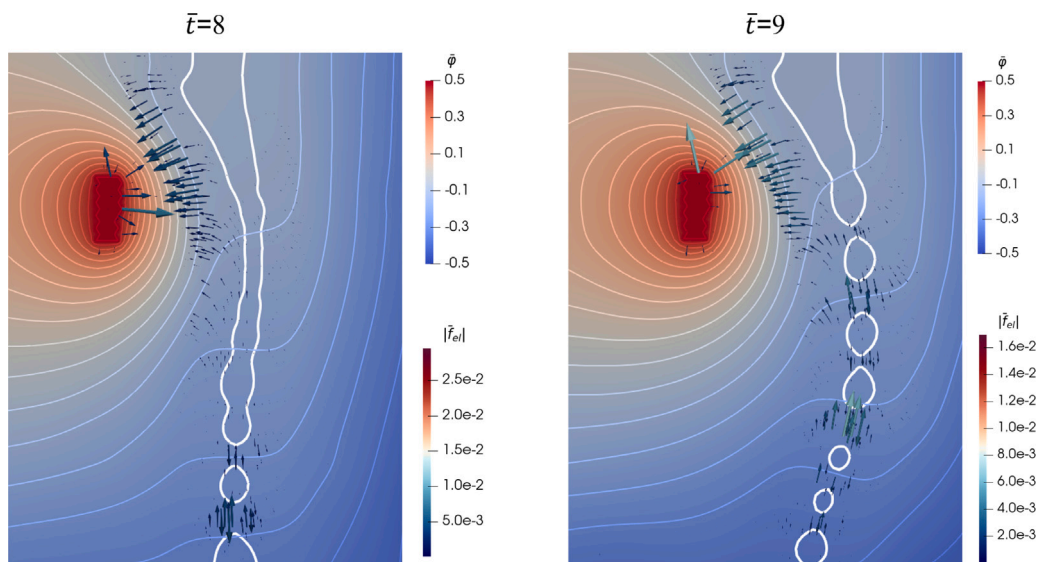 t̄=8
φ̄
0.5
0.3
0.1
-0.1
-0.3
-0.5
|f̄el|
2.5e-2
2.0e-2
1.5e-2
1.0e-2
5.0e-3
t̄=9
φ̄
0.5
0.3
0.1
-0.1
-0.3
-0.5
|f̄el|
1.6e-2
1.4e-2
1.2e-2
1.0e-2
8.0e-3
6.0e-3
4.0e-3
2.0e-3